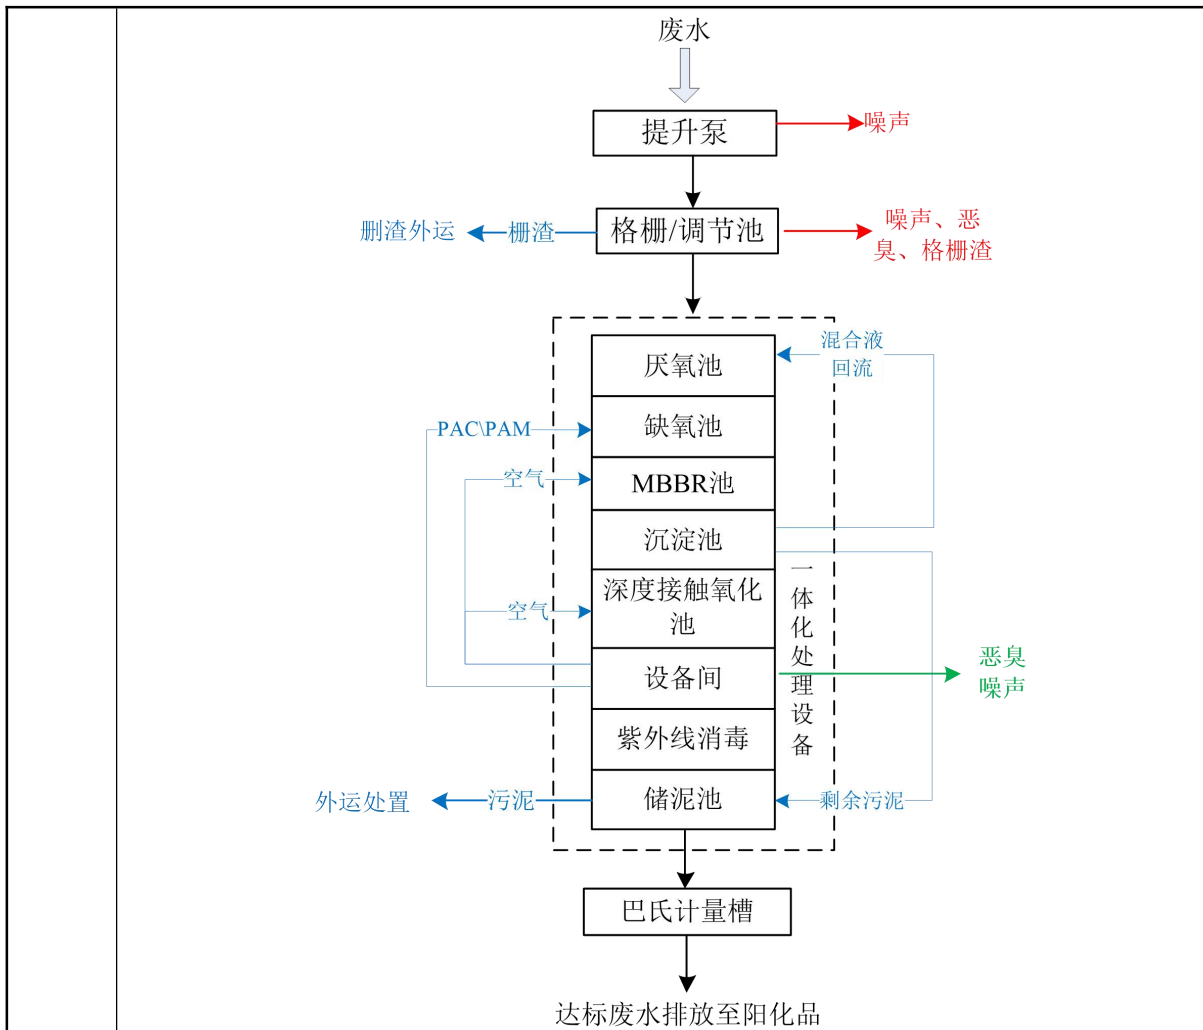 废水
提升泵
噪声
删渣外运
栅渣
格栅/调节池
噪声、恶
臭、格栅渣
厌氧池
混合液
回流
PAC\PAM
缺氧池
空气
MBBR池
沉淀池
空气
深度接触氧化
池
一体化处理设备
设备间
恶臭
噪声
紫外线消毒
外运处置
污泥
储泥池
剩余污泥
巴氏计量槽
达标废水排放至阳化品